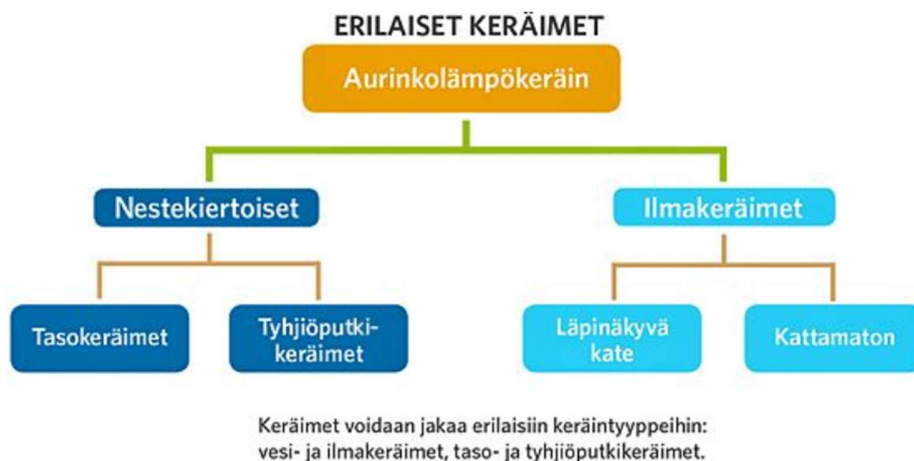 ERILAISET KERÄIMET
Aurinkolämpökeräin
Nestekiertoiset
Ilmakeräimet
Tasokeräimet
Tyhjiöputki-
keräimet
Läpinäkyvä
kate
Kattamaton
Keräimet voidaan jakaa erilaisiin keräintyyppeihin:
vesi- ja ilmakeräimet, taso- ja tyhjiöputkikeräimet.